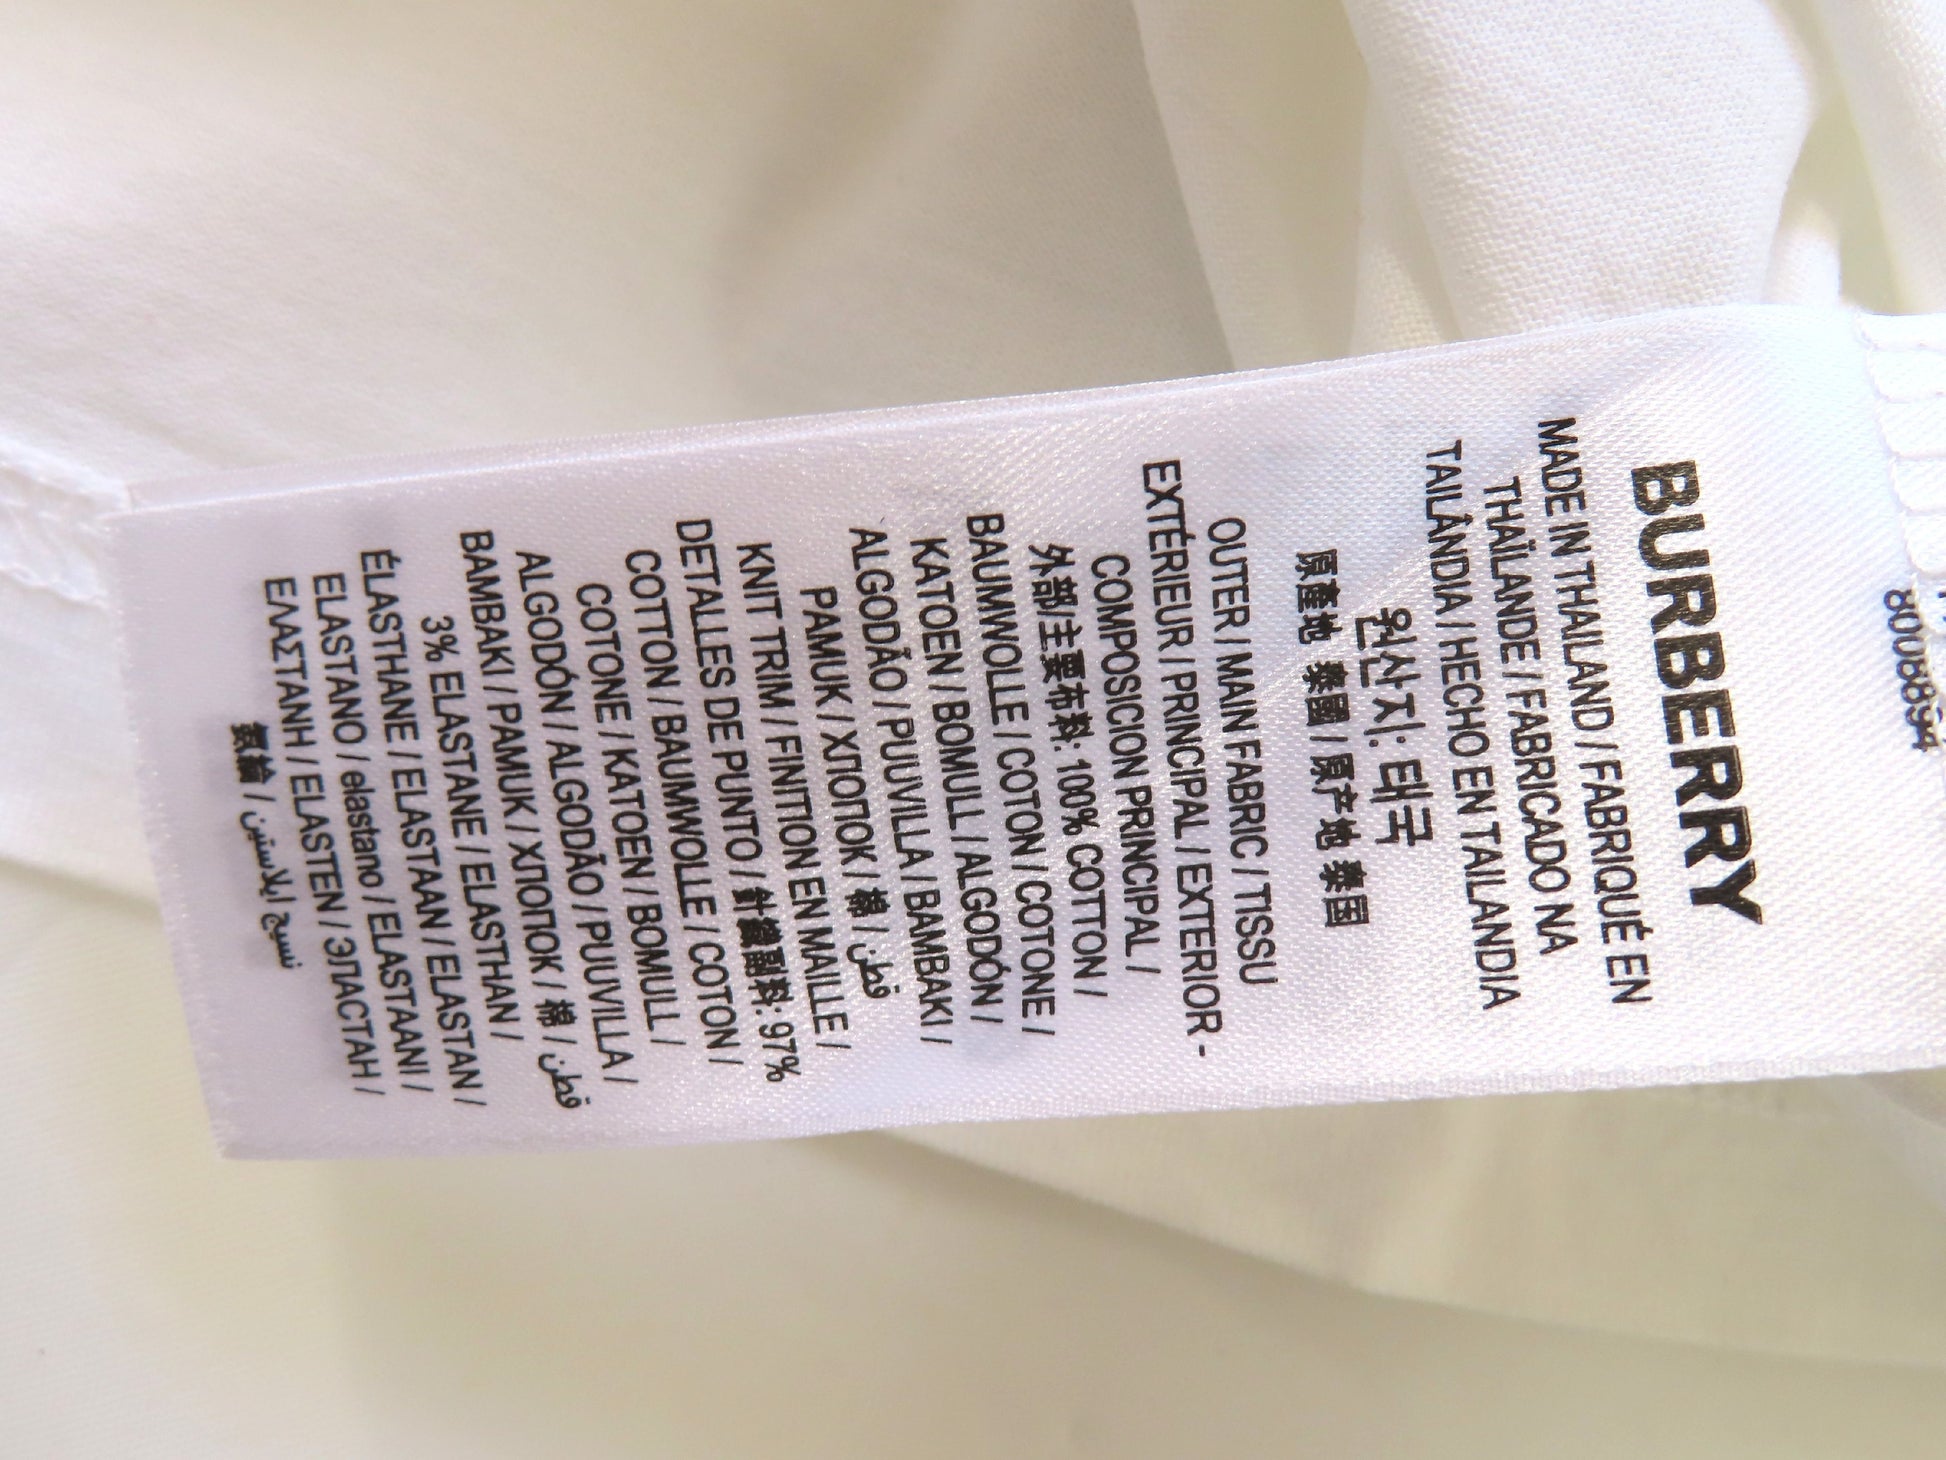 BURBERRY
MADE IN THAILAND / FABRIQUÉ EN
THAÏLANDE / FABRICADO NA
TAILÂNDIA / HECHO EN TAILANDIA
원산지: 태국
原產地 泰國 / 原产地 泰国
OUTER / MAIN FABRIC / TISSU
EXTÉRIEUR / PRINCIPAL / EXTERIOR -
COMPOSICION PRINCIPAL /
外部主要布料: 100% COTTON /
BAUMWOLLE / COTON / COTONE /
KATOEN / BOMULL / ALGODÓN /
ALGODÃO / PUUVILLA / BAMBAKI /
PAMUK / ХЛОПОК / 棉 / قطن
KNIT TRIM / FINITION EN MAILLE /
DETALLES DE PUNTO / 針織副料: 97%
COTTON / BAUMWOLLE / COTON /
COTONE / KATOEN / BOMULL /
ALGODÓN / ALGODÃO / PUUVILLA /
BAMBAKI / PAMUK / ХЛОПОК / 棉 / قطن
3% ELASTANE / ELASTHAN /
ÉLASTHANE / ELASTAAN / ELASTAN /
ELASTANO / elastano / ELASTAANI /
ΕΛΑΣΤΑΝΗ / ELASTEN / ЭЛАСТАН /
氨綸 / نسيج ايلاستين